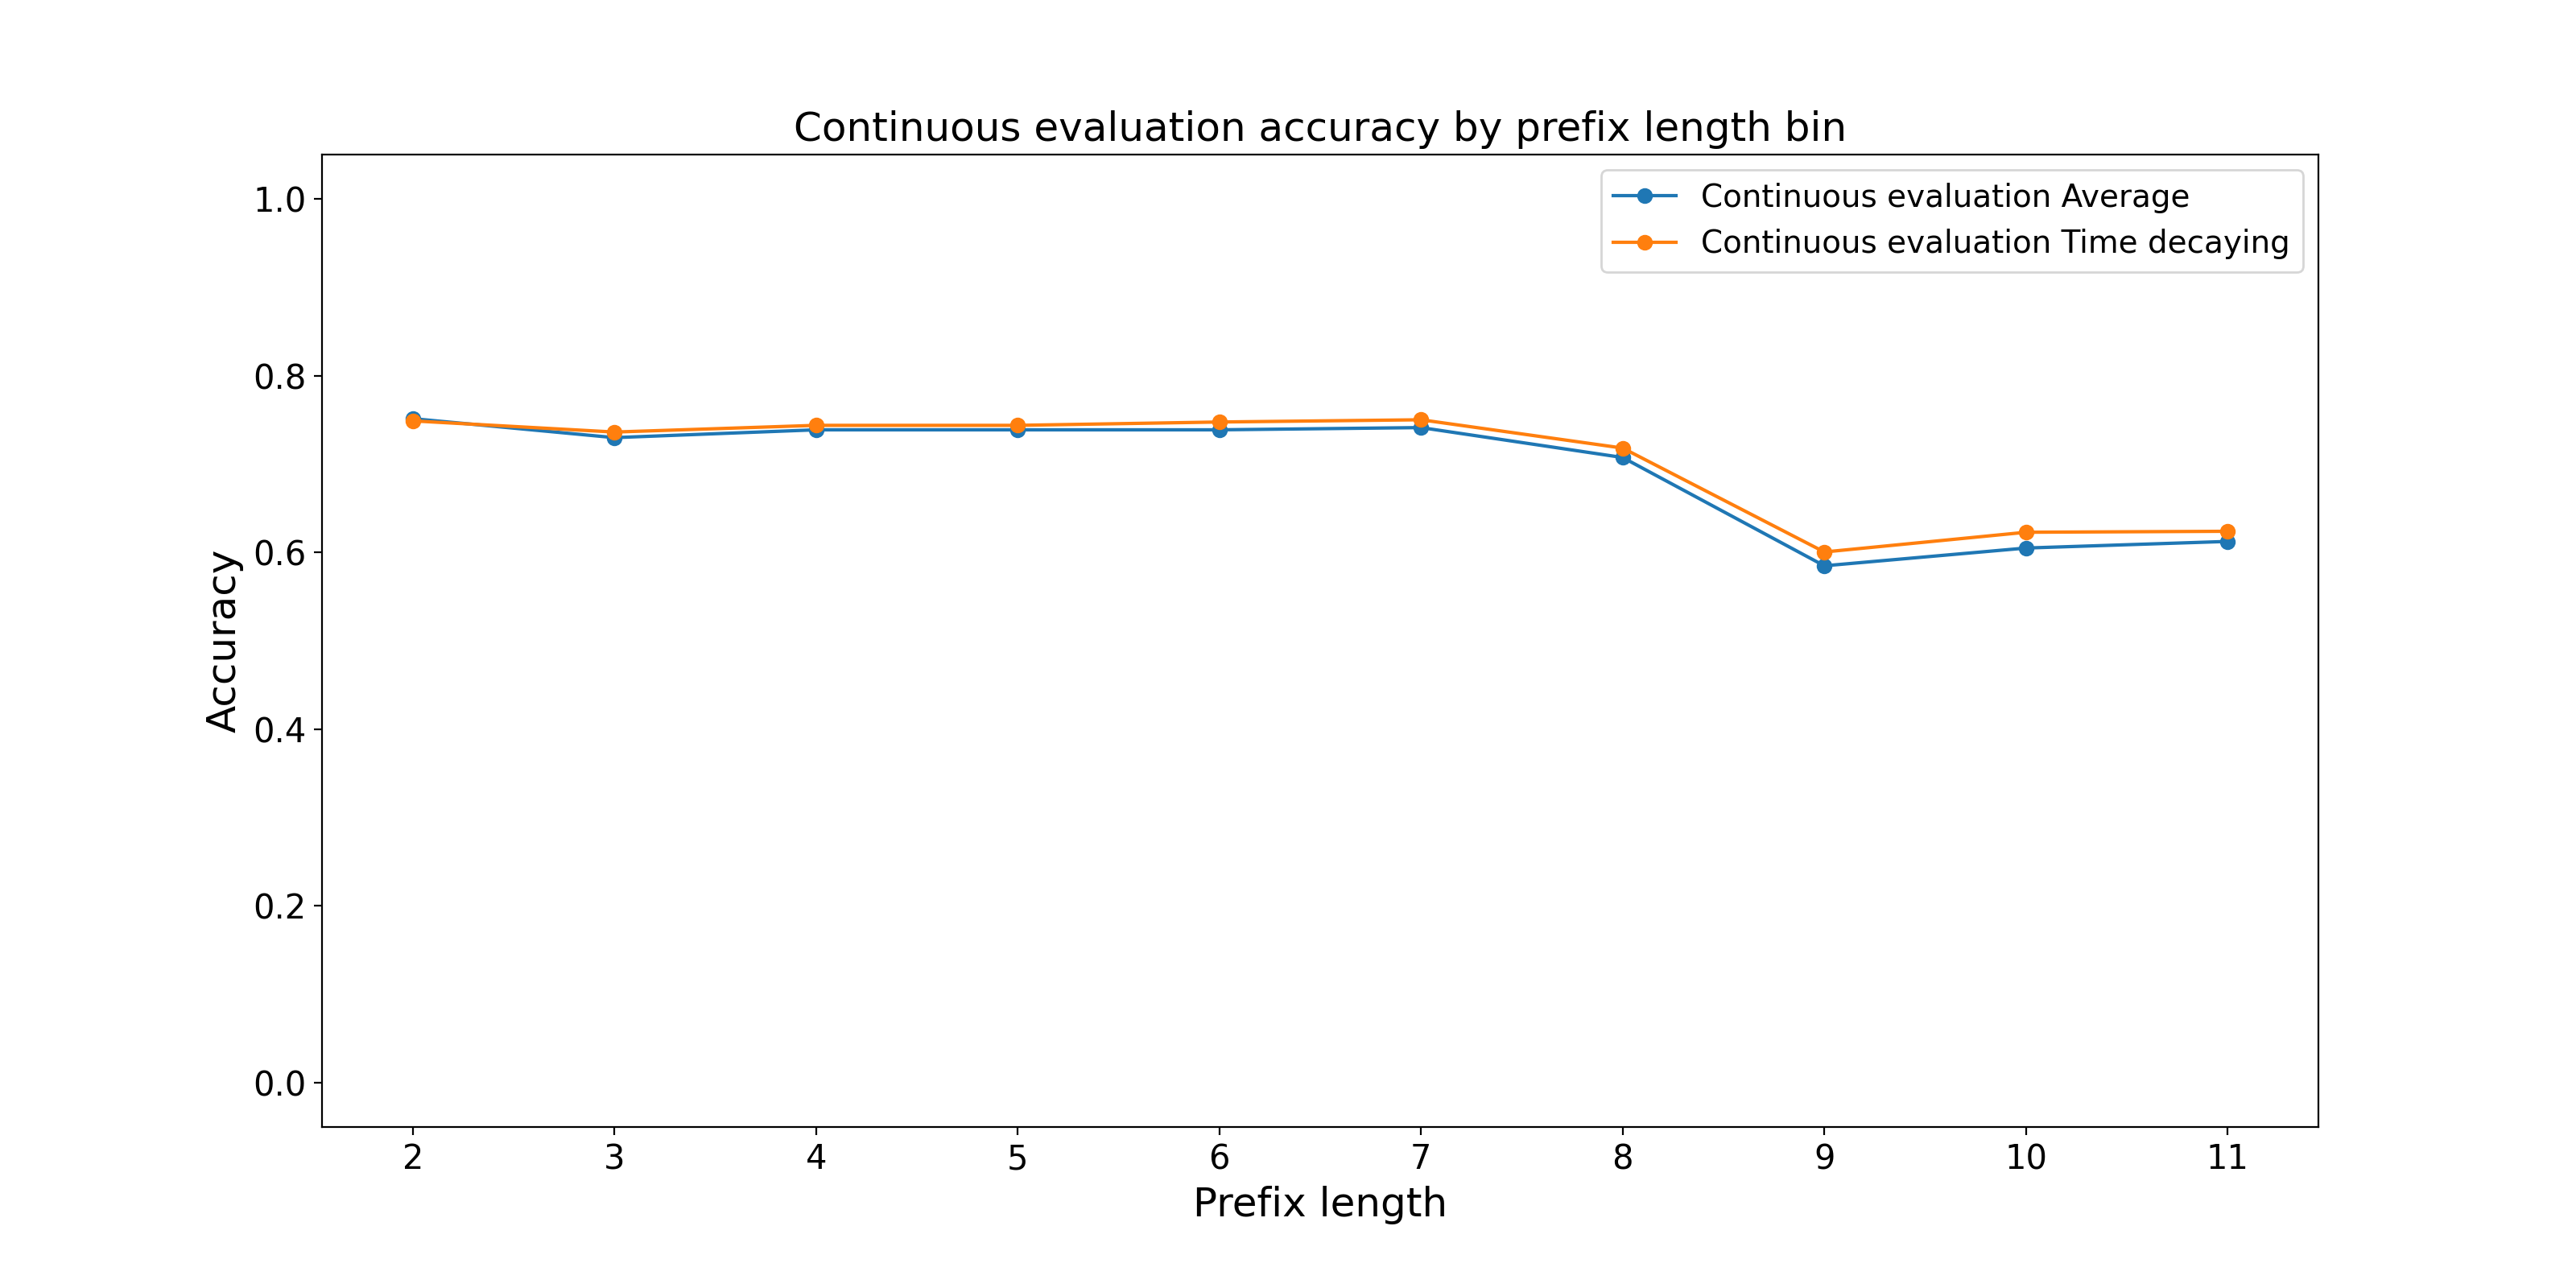 Continuous evaluation accuracy by prefix length bin
Continuous evaluation Average
Continuous evaluation Time decaying
Accuracy
1.0
0.8
0.6
0.4
0.2
0.0
2 3 4 5 6 7 8 9 10 11
Prefix length